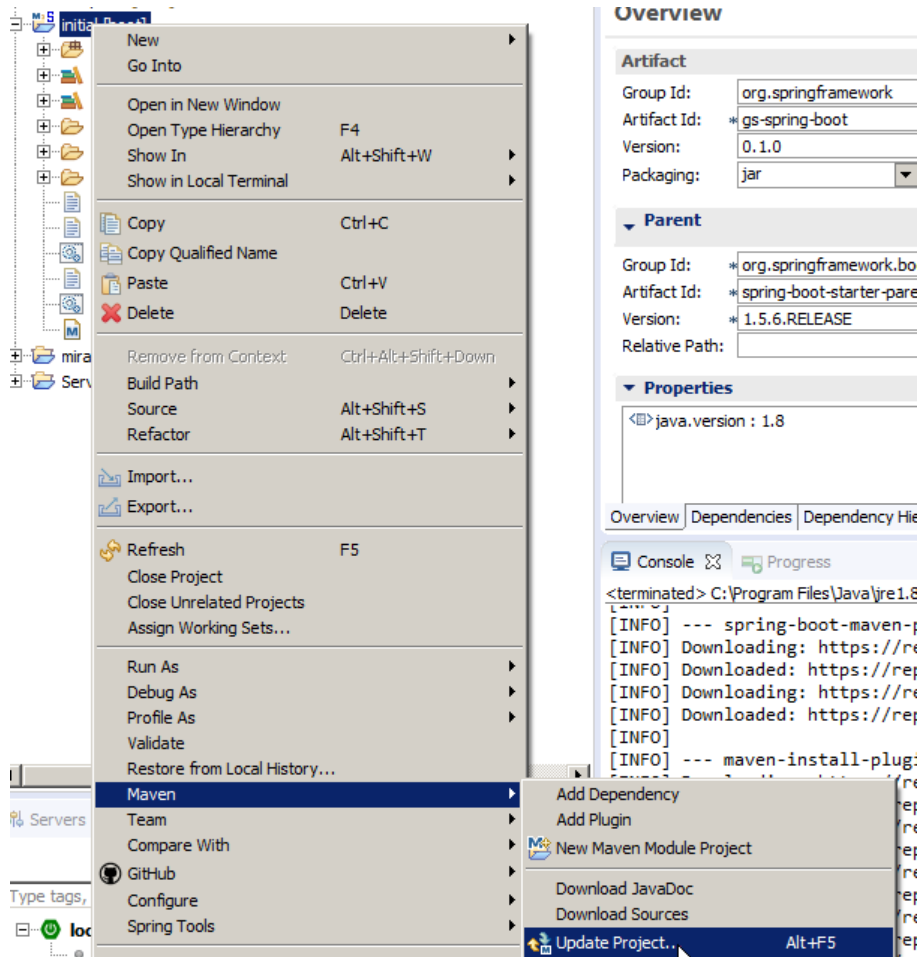 initial [boot]
mira
Serv
Servers
Type tags,
loc
New
Go Into
Open in New Window
Open Type Hierarchy F4
Show In Alt+Shift+W
Show in Local Terminal
Copy Ctrl+C
Copy Qualified Name
Paste Ctrl+V
Delete Delete
Remove from Context Ctrl+Alt+Shift+Down
Build Path
Source Alt+Shift+S
Refactor Alt+Shift+T
Import...
Export...
Refresh F5
Close Project
Close Unrelated Projects
Assign Working Sets...
Run As
Debug As
Profile As
Validate
Restore from Local History...
Maven
Team
Compare With
GitHub
Configure
Spring Tools
Add Dependency
Add Plugin
New Maven Module Project
Download JavaDoc
Download Sources
Update Project... Alt+F5
Overview
Artifact
Group Id: org.springframework
Artifact Id: * gs-spring-boot
Version: 0.1.0
Packaging: jar
Parent
Group Id: * org.springframework.bo
Artifact Id: * spring-boot-starter-pare
Version: * 1.5.6.RELEASE
Relative Path:
Properties
java.version : 1.8
Overview Dependencies Dependency Hie
Console Progress
<terminated> C:\Program Files\Java\jre1.8
[INFO]
[INFO] --- spring-boot-maven-p
[INFO] Downloading: https://re
[INFO] Downloaded: https://rep
[INFO] Downloading: https://re
[INFO] Downloaded: https://rep
[INFO]
[INFO] --- maven-install-plugi